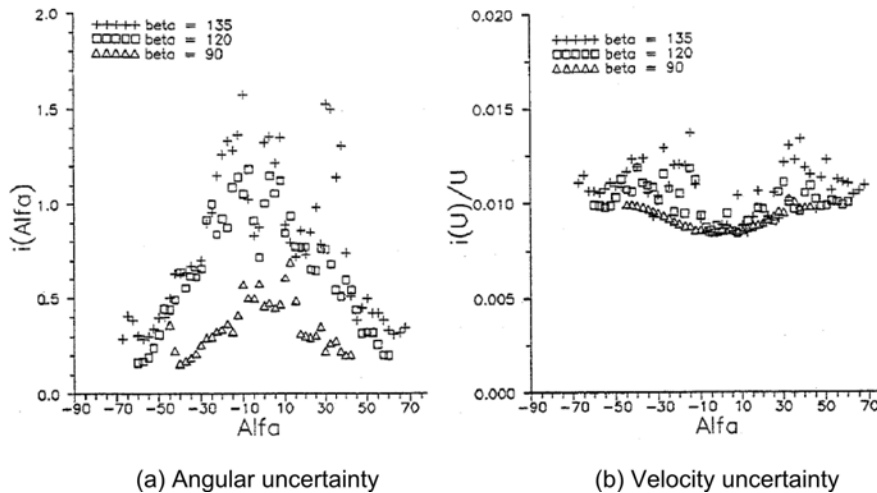 2.0
1.5
1.0
0.5
0.0
i(Alfa)
+++++ beta = 135
□□□□□ beta = 120
△△△△△ beta = 90
-90 -70 -50 -30 -10 10 30 50 70
Alfa
(a) Angular uncertainty
0.020
0.015
0.010
0.005
0.000
i(U)/U
+++++ beta = 135
□□□□□ beta = 120
△△△△△ beta = 90
-90 -70 -50 -30 -10 10 30 50 70
Alfa
(b) Velocity uncertainty